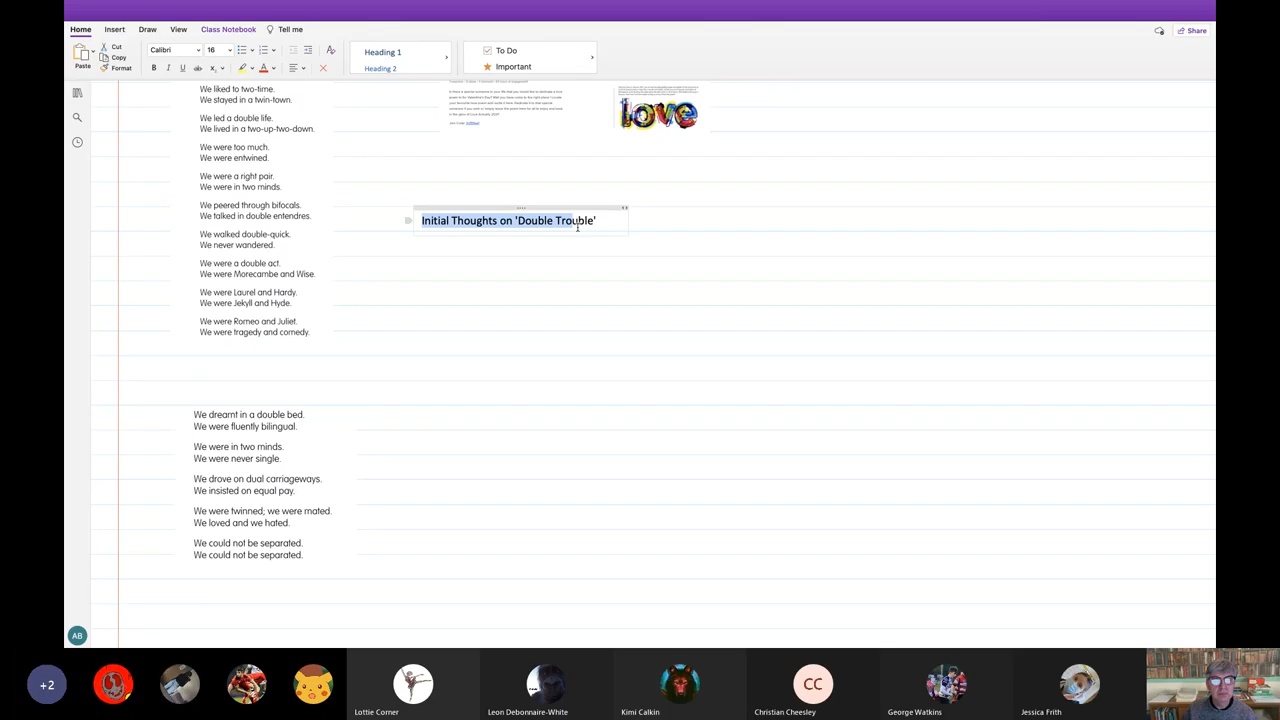 Home Insert Draw View Class Notebook Tell me
Share
Paste
Cut
Copy
Format
Calibri 16
B I U ab
Heading 1
Heading 2
To Do
Important
We liked to two-time.
We stayed in a twin-town.
We led a double life.
We lived in a two-up-two-down.
We were too much.
We were entwined.
We were a right pair.
We were in two minds.
We peered through bifocals.
We talked in double entendres.
We walked double-quick.
We never wandered.
We were a double act.
We were Morecambe and Wise.
We were Laurel and Hardy.
We were Jekyll and Hyde.
We were Romeo and Juliet.
We were tragedy and comedy.
love
Initial Thoughts on 'Double Trouble'
We dreamt in a double bed.
We were fluently bilingual.
We were in two minds.
We were never single.
We drove on dual carriageways.
We insisted on equal pay.
We were twinned; we were mated.
We loved and we hated.
We could not be separated.
We could not be separated.
AB
+2
CC
Lottie Corner
Leon Debonnaire-White
Kimi Calkin
Christian Cheesley
George Watkins
Jessica Frith